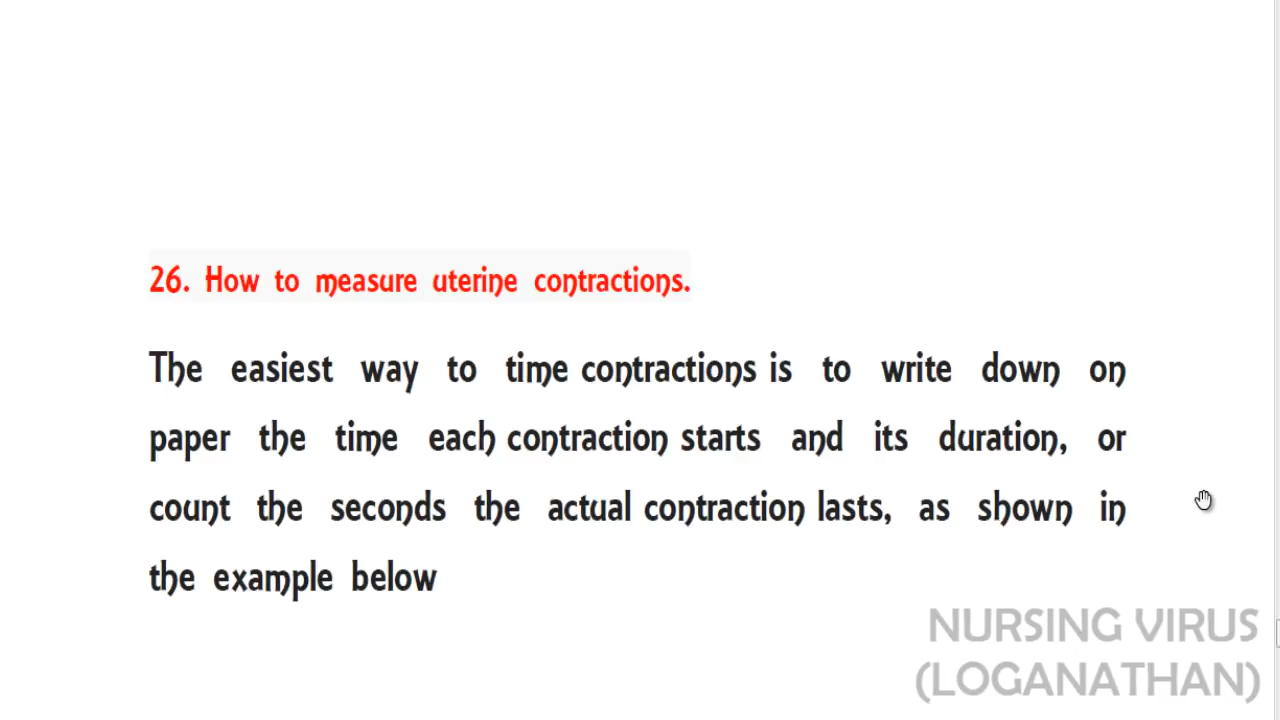 26. How to measure uterine contractions.
The easiest way to time contractions is to write down on
paper the time each contraction starts and its duration, or
count the seconds the actual contraction lasts, as shown in
the example below
NURSING VIRUS
(LOGANATHAN)